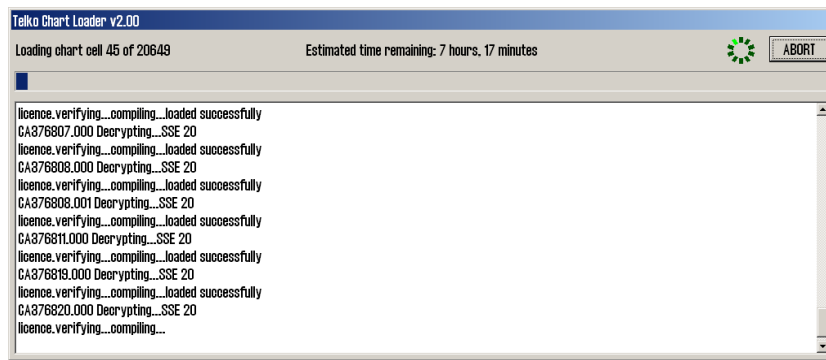 Telko Chart Loader v2.00
Loading chart cell 45 of 20649
Estimated time remaining: 7 hours, 17 minutes
ABORT
licence.verifying...compiling...loaded successfully
CA376807.000 Decrypting...SSE 20
licence.verifying...compiling...loaded successfully
CA376808.000 Decrypting...SSE 20
licence.verifying...compiling...loaded successfully
CA376808.001 Decrypting...SSE 20
licence.verifying...compiling...loaded successfully
CA376811.000 Decrypting...SSE 20
licence.verifying...compiling...loaded successfully
CA376819.000 Decrypting...SSE 20
licence.verifying...compiling...loaded successfully
CA376820.000 Decrypting...SSE 20
licence.verifying...compiling...